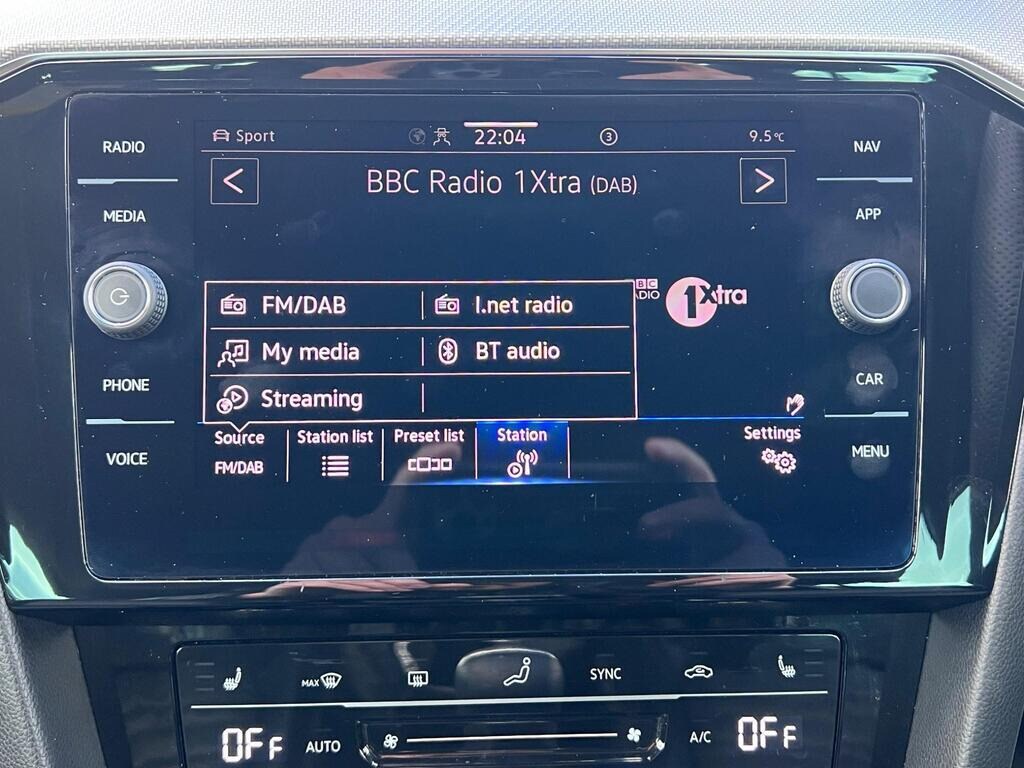 RADIO
MEDIA
PHONE
VOICE
NAV
APP
CAR
MENU
Sport 22:04 3 9.5°C
< BBC Radio 1Xtra (DAB) >
FM/DAB I.net radio
My media BT audio
Streaming
BBC
ADIO
1Xtra
Source Station list Preset list Station Settings
FM/DAB
MAX SYNC
OFF AUTO A/C OFF